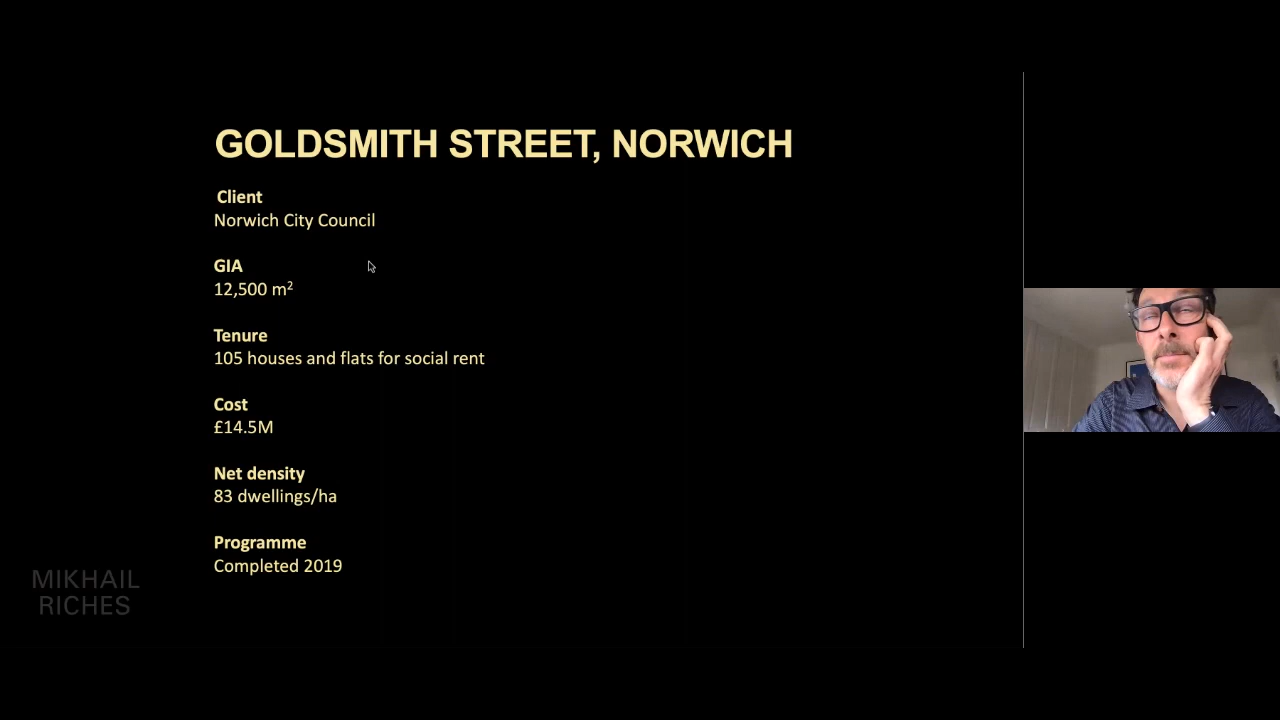 GOLDSMITH STREET, NORWICH
Client
Norwich City Council
GIA
12,500 m²
Tenure
105 houses and flats for social rent
Cost
£14.5M
Net density
83 dwellings/ha
Programme
Completed 2019
MIKHAIL
RICHES